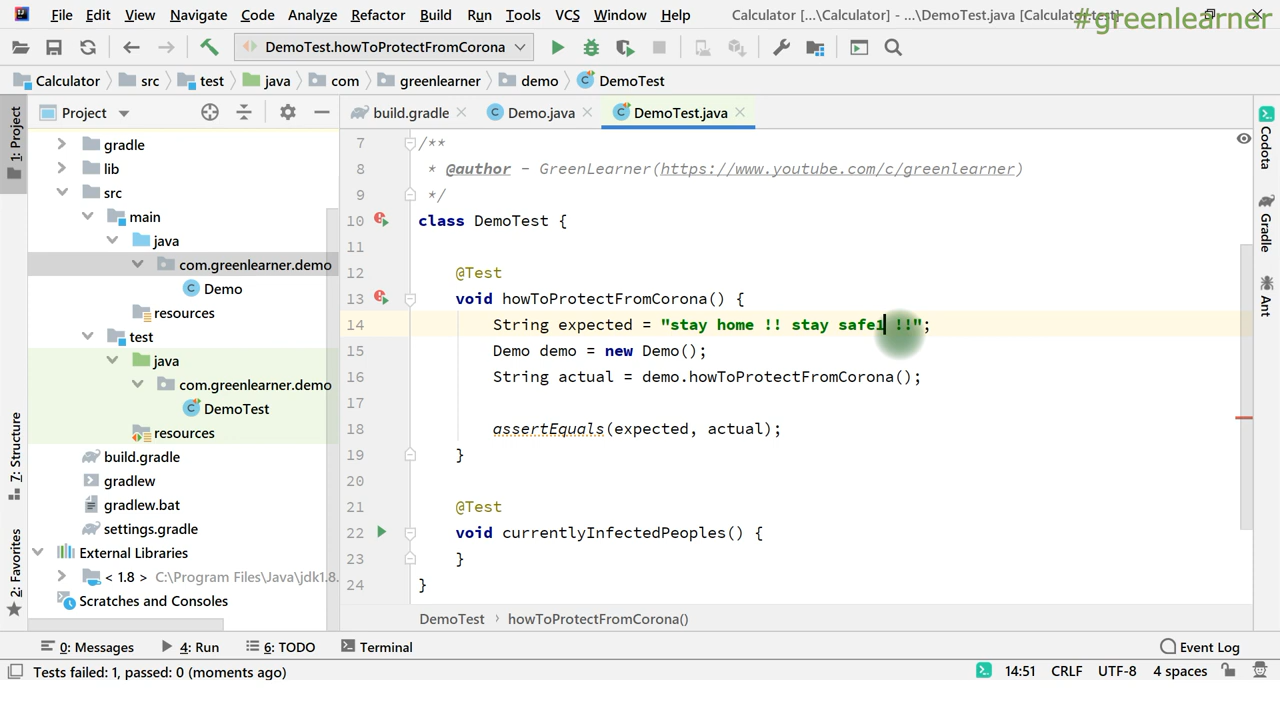 File Edit View Navigate Code Analyze Refactor Build Run Tools VCS Window Help Calculator [...\Calculator] - ...\DemoTest.java [Calculator.test]
#greenlearner
DemoTest.howToProtectFromCorona
Calculator src test java com greenlearner demo DemoTest
1: Project
Project
build.gradle Demo.java DemoTest.java
gradle
lib
src
main
java
com.greenlearner.demo
Demo
resources
test
java
com.greenlearner.demo
DemoTest
resources
build.gradle
gradlew
gradlew.bat
settings.gradle
External Libraries
< 1.8 > C:\Program Files\Java\jdk1.8.
Scratches and Consoles
7: Structure
2: Favorites
7 /**
8 * @author - GreenLearner(https://www.youtube.com/c/greenlearner)
9 */
10 class DemoTest {
11
12 @Test
13 void howToProtectFromCorona() {
14 String expected = "stay home !! stay safe1 !!";
15 Demo demo = new Demo();
16 String actual = demo.howToProtectFromCorona();
17
18 assertEquals(expected, actual);
19 }
20
21 @Test
22 void currentlyInfectedPeoples() {
23 }
24 }
DemoTest › howToProtectFromCorona()
Codota
Gradle
Ant
0: Messages 4: Run 6: TODO Terminal Event Log
Tests failed: 1, passed: 0 (moments ago) 14:51 CRLF UTF-8 4 spaces